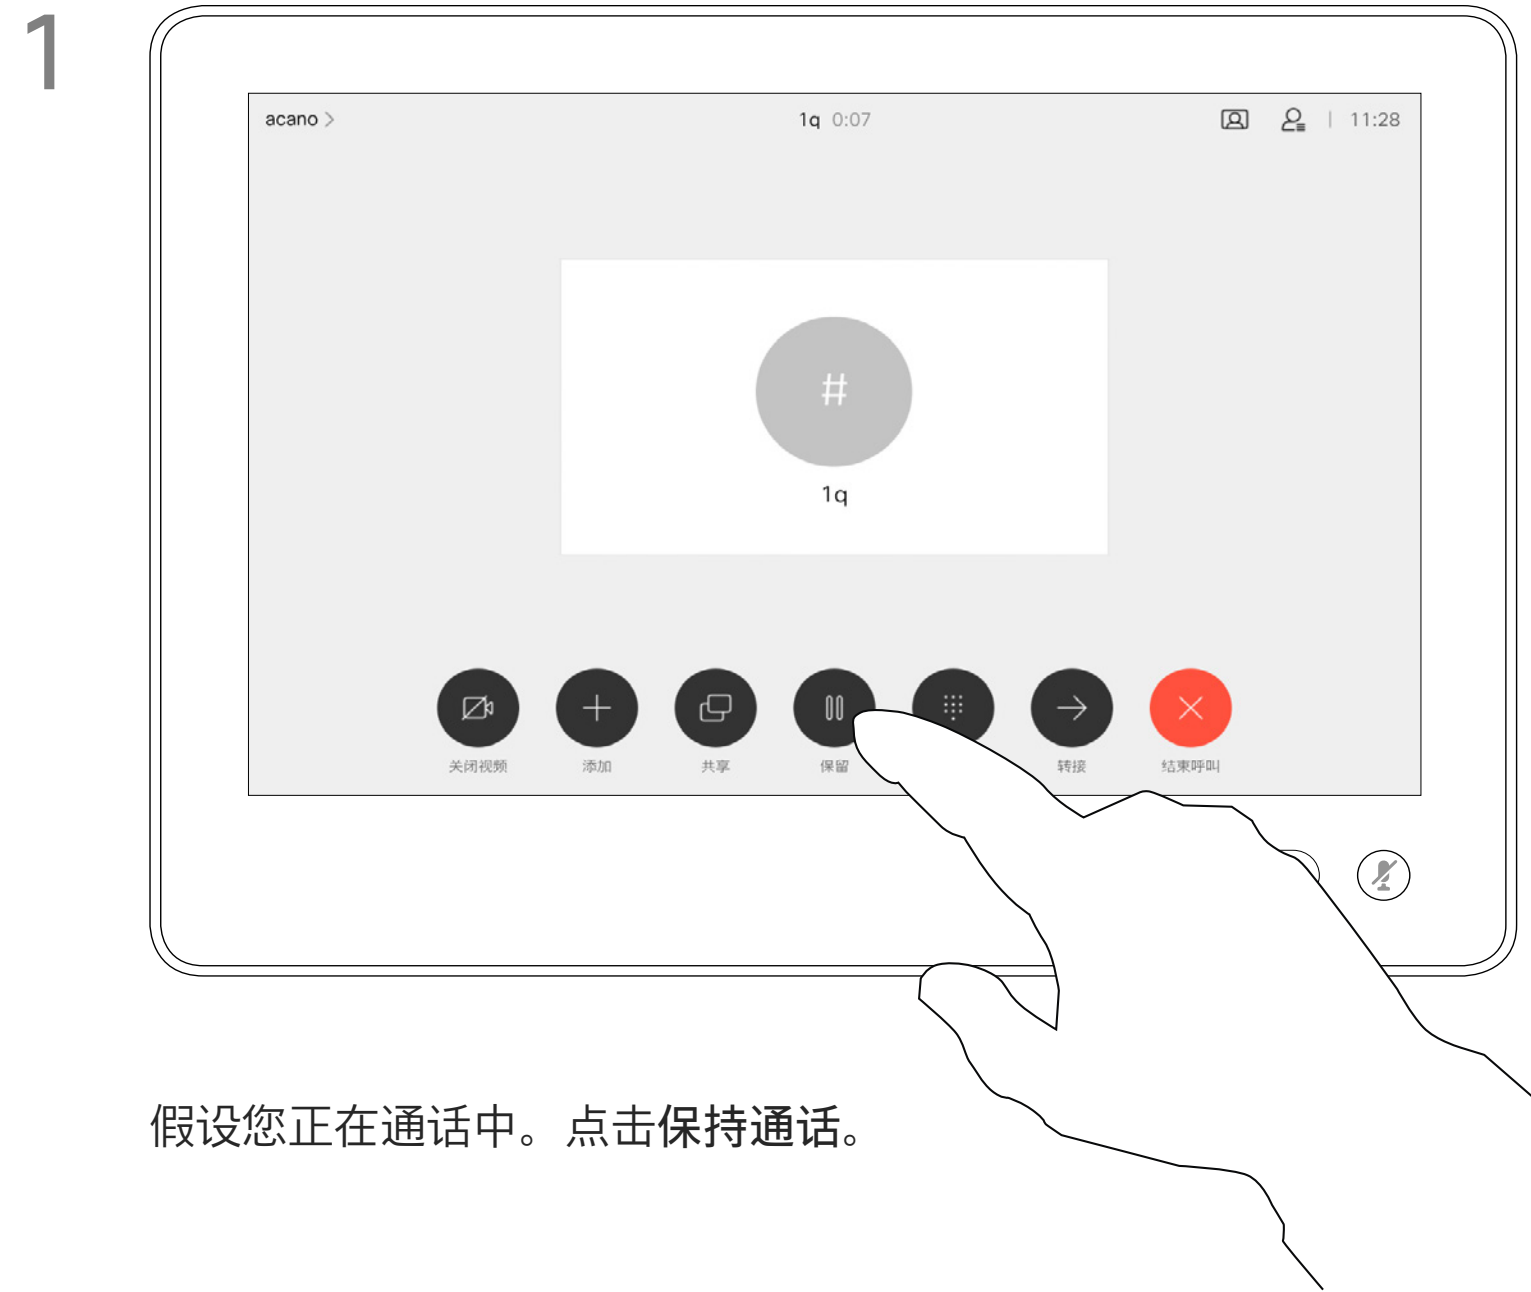 1
acano >
1q 0:07
11:28
#
1q
关闭视频 添加 共享 保留 转接 结束呼叫
假设您正在通话中。点击保持通话。